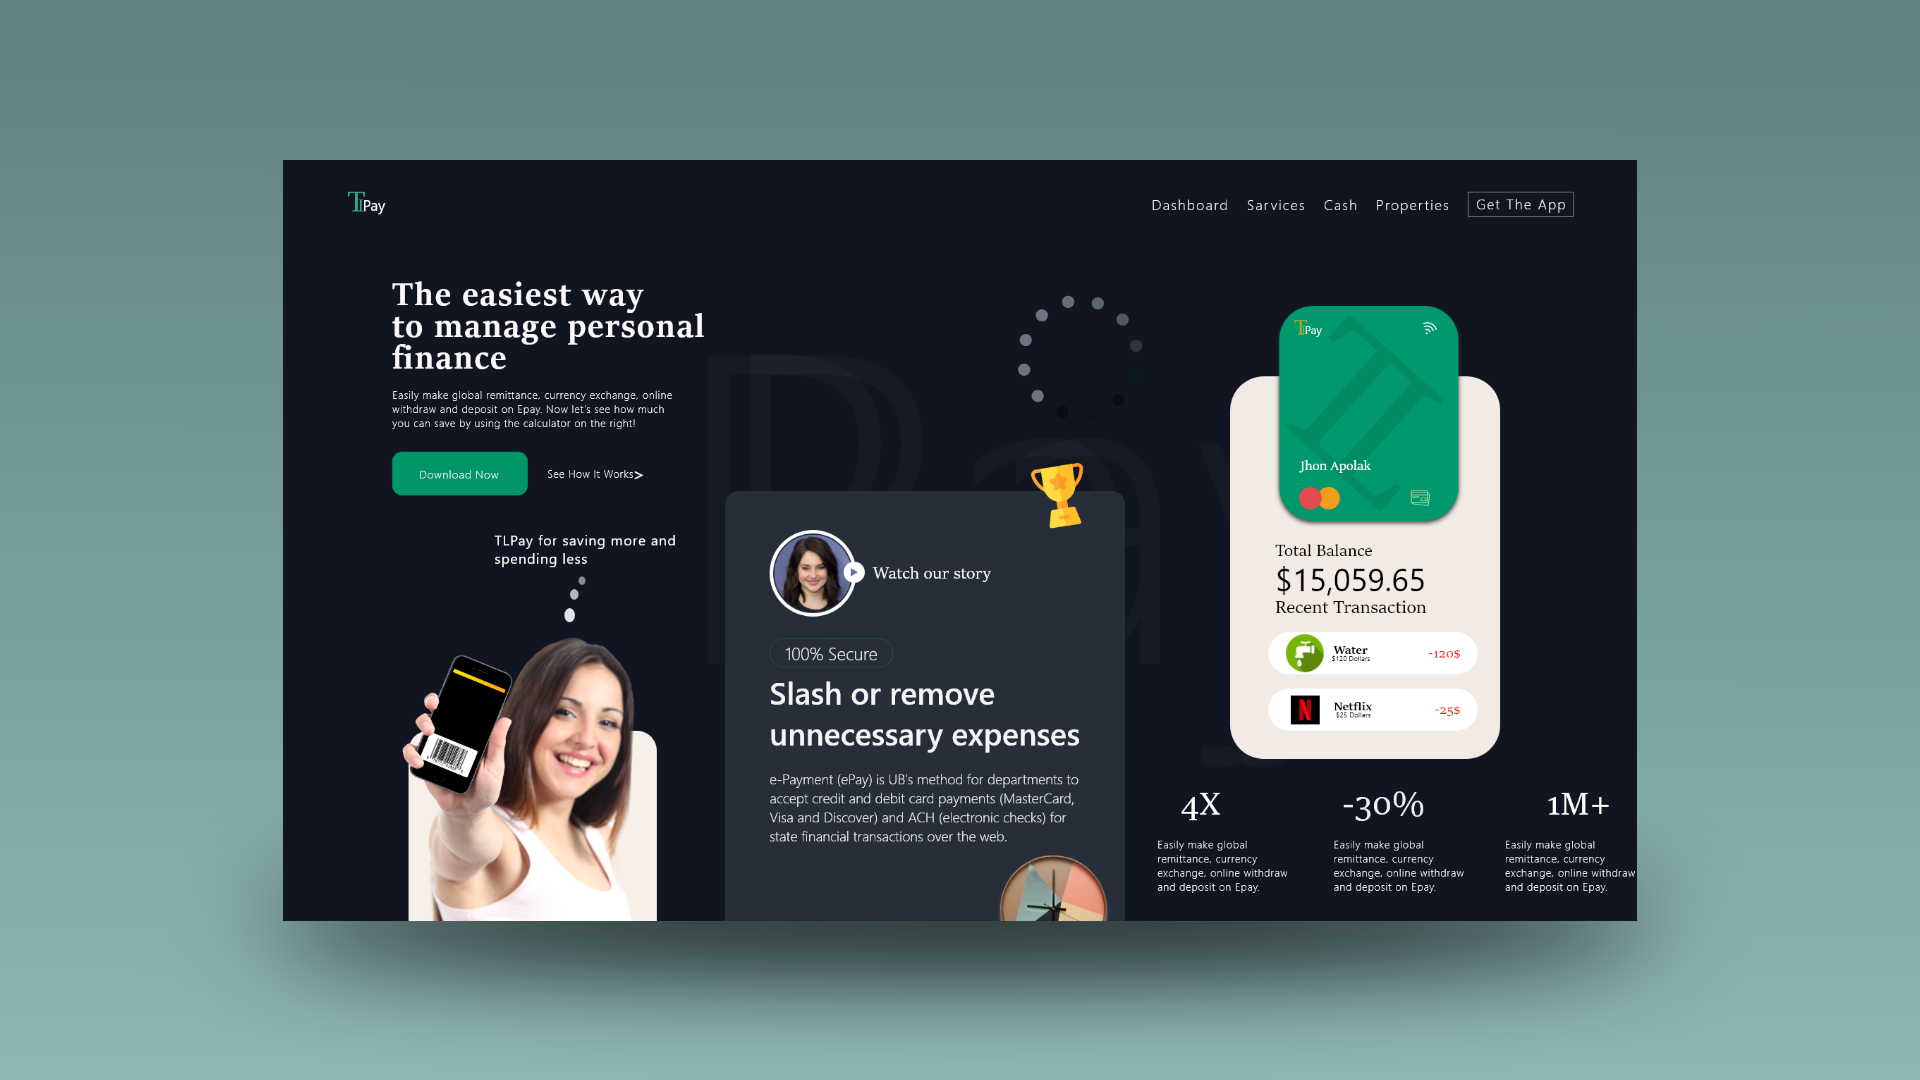 TlPay
Dashboard Sarvices Cash Properties Get The App
The easiest way
to manage personal
finance
Easily make global remittance, currency exchange, online
withdraw and deposit on Epay. Now let's see how much
you can save by using the calculator on the right!
Download Now See How It Works>
TLPay for saving more and
spending less
Pay
Watch our story
100% Secure
Slash or remove
unnecessary expenses
e-Payment (ePay) is UB's method for departments to
accept credit and debit card payments (MasterCard,
Visa and Discover) and ACH (electronic checks) for
state financial transactions over the web.
TlPay
Tl
Jhon Apolak
Total Balance
$15,059.65
Recent Transaction
Water
$120 Dollars
-120$
N
Netflix
$25 Dollars
-25$
4X
Easily make global
remittance, currency
exchange, online withdraw
and deposit on Epay.
-30%
Easily make global
remittance, currency
exchange, online withdraw
and deposit on Epay.
1M+
Easily make global
remittance, currency
exchange, online withdraw
and deposit on Epay.